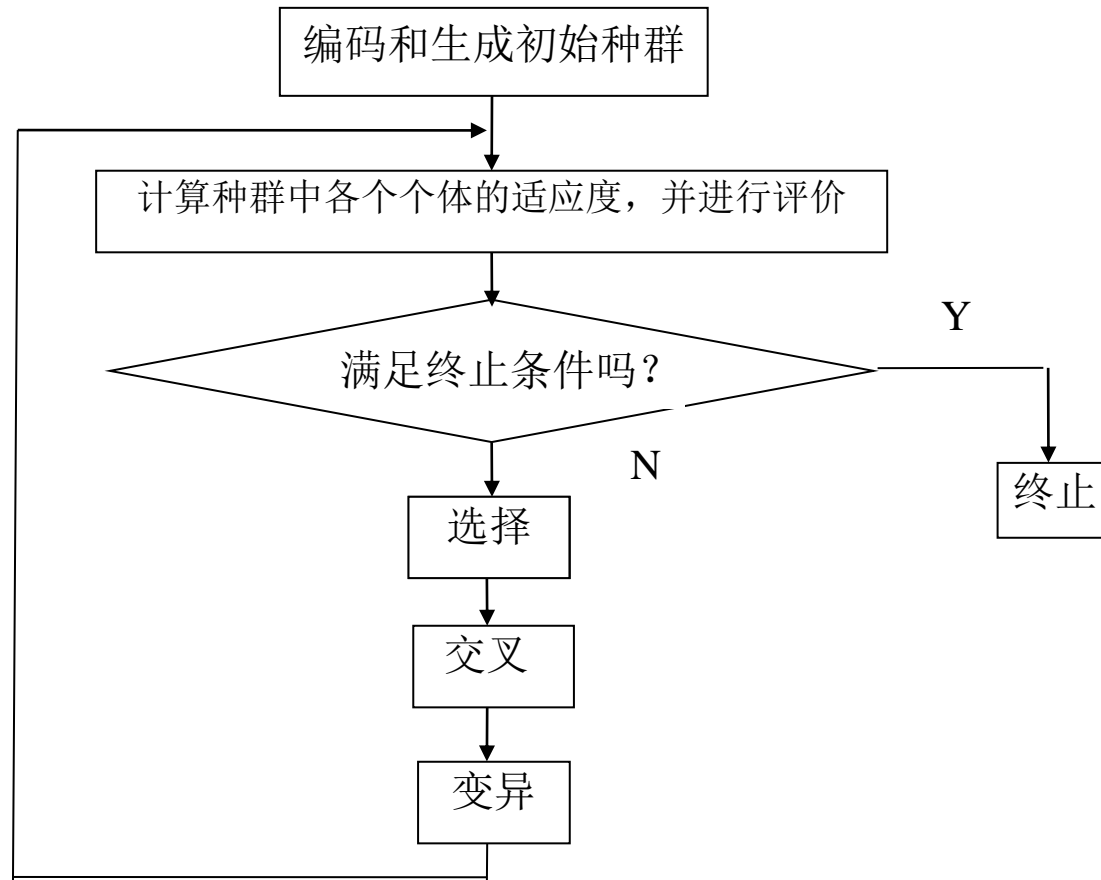 编码和生成初始种群
计算种群中各个个体的适应度，并进行评价
满足终止条件吗？
Y
N
终止
选择
交叉
变异